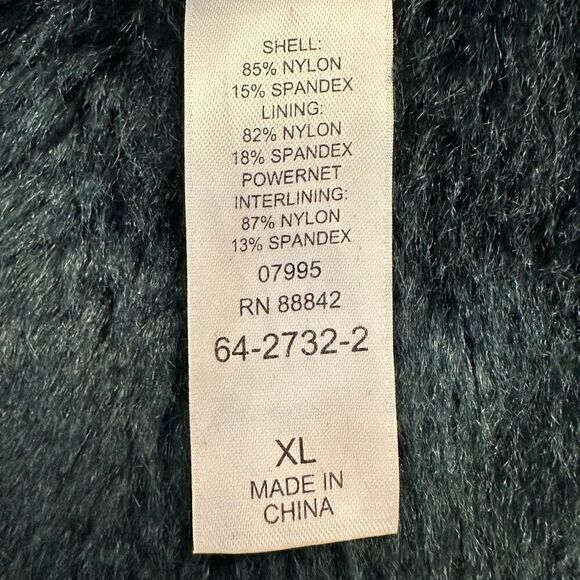 SHELL:
85% NYLON
15% SPANDEX
LINING:
82% NYLON
18% SPANDEX
POWERNET
INTERLINING:
87% NYLON
13% SPANDEX
07995
RN 88842
64-2732-2
XL
MADE IN
CHINA